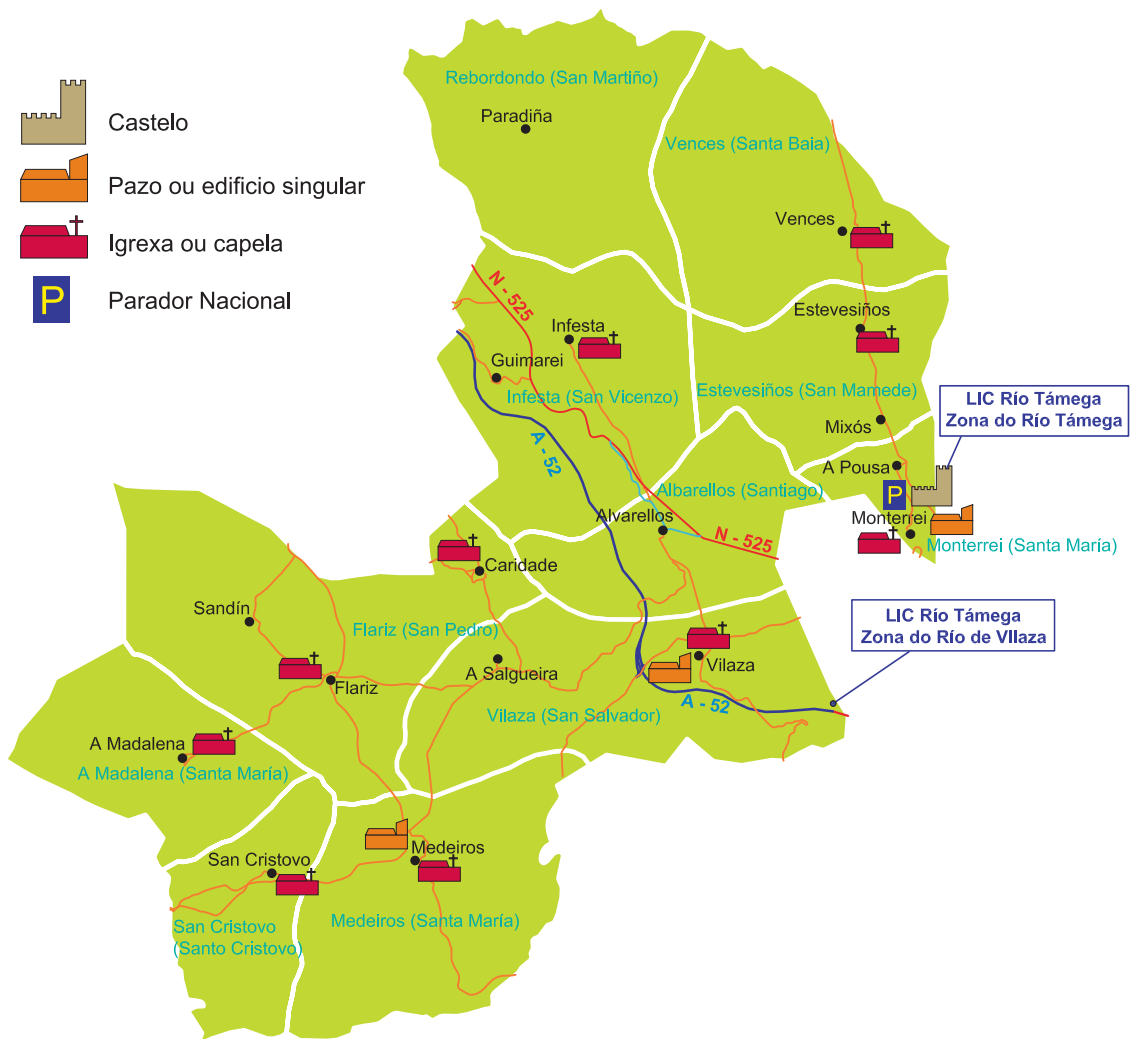 Castelo
Pazo ou edificio singular
Igrexa ou capela
P
Parador Nacional
Rebordondo (San Martiño)
Paradiña
Vences (Santa Baia)
Vences
N - 525
Infesta
Guimarei
Infesta (San Vicenzo)
Estevesiños
Estevesiños (San Mamede)
LIC Río Támega
Zona do Río Támega
Mixós
A Pousa
P
Monterrei
Monterrei (Santa María)
A - 52
Albarellos (Santiago)
Alvarellos
N - 525
Caridade
Sandín
Flariz (San Pedro)
A Salgueira
Flariz
LIC Río Támega
Zona do Río de VIlaza
Vilaza
Vilaza (San Salvador)
A - 52
A Madalena
A Madalena (Santa María)
Medeiros
San Cristovo
Medeiros (Santa María)
San Cristovo
(Santo Cristovo)